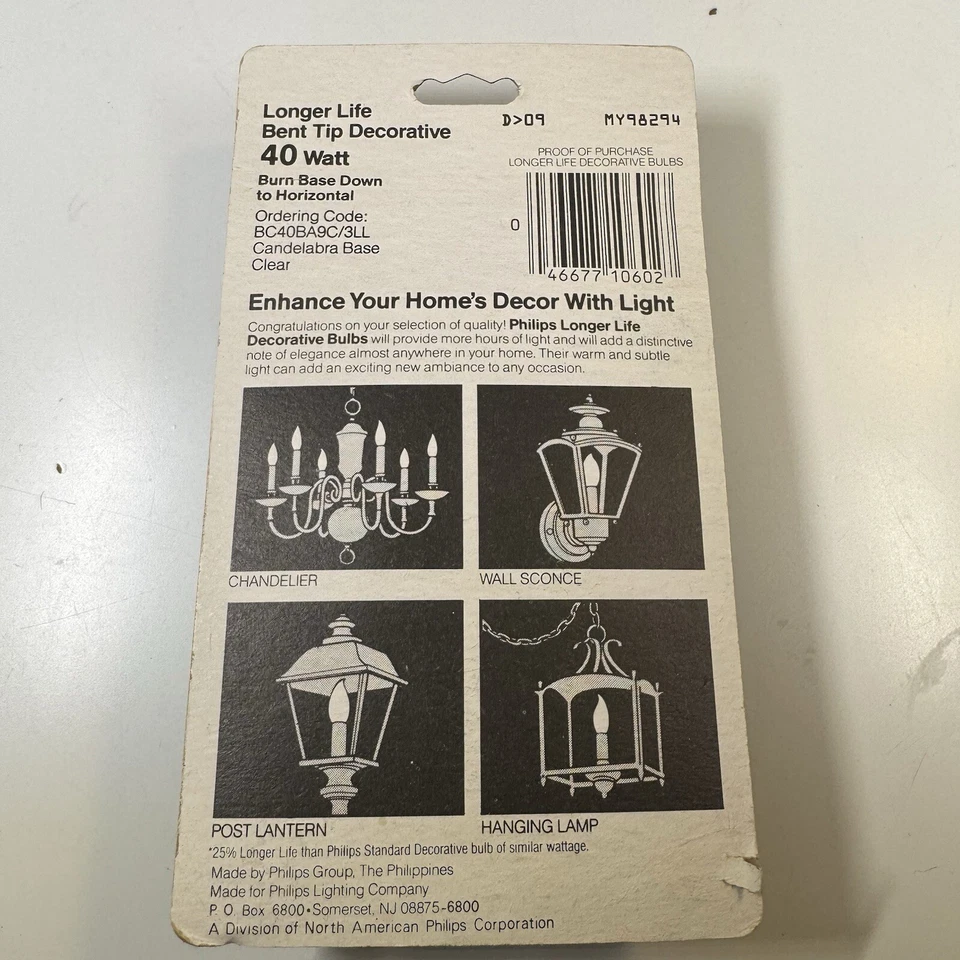 Longer Life
Bent Tip Decorative
40 Watt
Burn Base Down
to Horizontal
Ordering Code:
BC40BA9C/3LL
Candelabra Base
Clear
D>09 MY98294
PROOF OF PURCHASE
LONGER LIFE DECORATIVE BULBS
0 46677 10602
Enhance Your Home's Decor With Light
Congratulations on your selection of quality! Philips Longer Life
Decorative Bulbs will provide more hours of light and will add a distinctive
note of elegance almost anywhere in your home. Their warm and subtle
light can add an exciting new ambiance to any occasion.
CHANDELIER
WALL SCONCE
POST LANTERN
HANGING LAMP
*25% Longer Life than Philips Standard Decorative bulb of similar wattage.
Made by Philips Group, The Philippines
Made for Philips Lighting Company
P. O. Box 6800•Somerset, NJ 08875-6800
A Division of North American Philips Corporation